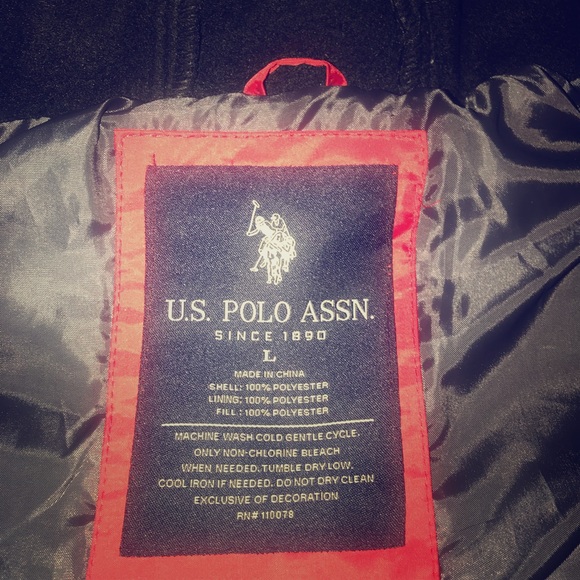 U.S. POLO ASSN.
SINCE 1890
L
MADE IN CHINA
SHELL: 100% POLYESTER
LINING: 100% POLYESTER
FILL : 100% POLYESTER
MACHINE WASH COLD GENTLE CYCLE.
ONLY NON-CHLORINE BLEACH
WHEN NEEDED. TUMBLE DRY LOW.
COOL IRON IF NEEDED. DO NOT DRY CLEAN
EXCLUSIVE OF DECORATION
RN# 110078